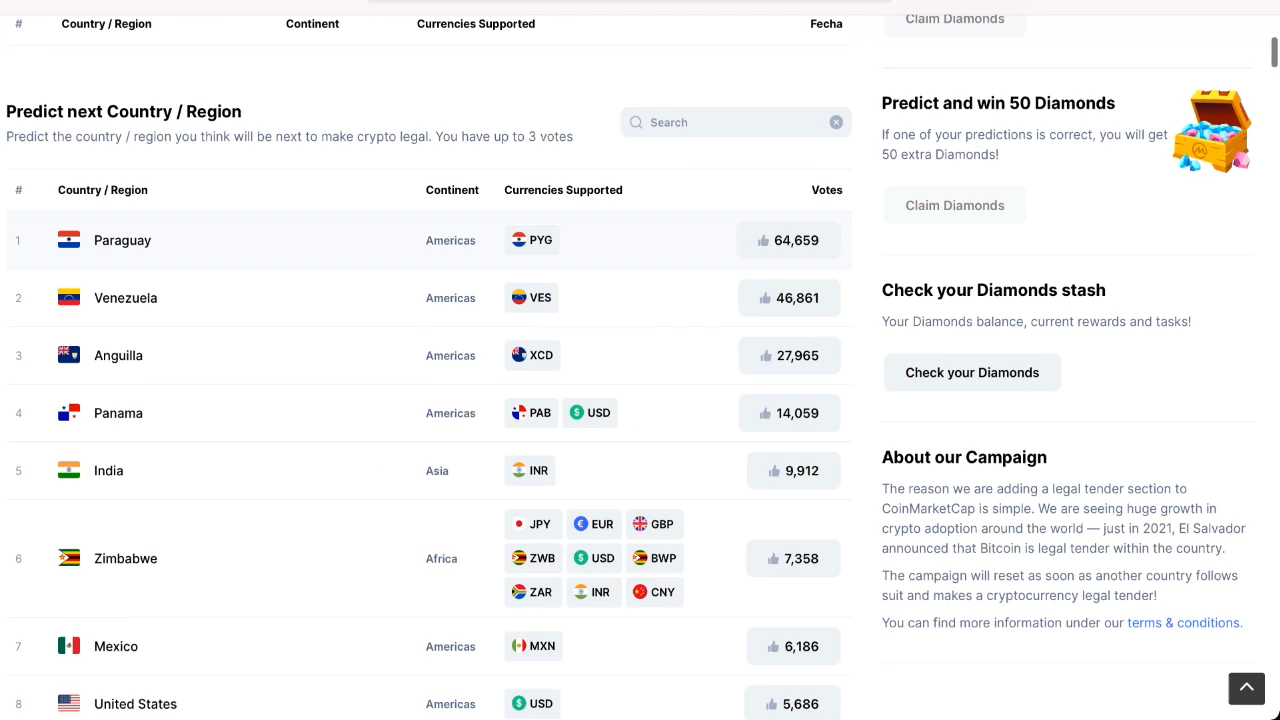 # Country / Region Continent Currencies Supported Fecha
Claim Diamonds
Predict next Country / Region
Predict the country / region you think will be next to make crypto legal. You have up to 3 votes
Search
# Country / Region Continent Currencies Supported Votes
1 Paraguay Americas PYG 64,659
2 Venezuela Americas VES 46,861
3 Anguilla Americas XCD 27,965
4 Panama Americas PAB USD 14,059
5 India Asia INR 9,912
JPY EUR GBP
6 Zimbabwe Africa ZWB USD BWP 7,358
ZAR INR CNY
7 Mexico Americas MXN 6,186
8 United States Americas USD 5,686
Predict and win 50 Diamonds
If one of your predictions is correct, you will get
50 extra Diamonds!
Claim Diamonds
Check your Diamonds stash
Your Diamonds balance, current rewards and tasks!
Check your Diamonds
About our Campaign
The reason we are adding a legal tender section to
CoinMarketCap is simple. We are seeing huge growth in
crypto adoption around the world — just in 2021, El Salvador
announced that Bitcoin is legal tender within the country.
The campaign will reset as soon as another country follows
suit and makes a cryptocurrency legal tender!
You can find more information under our terms & conditions.